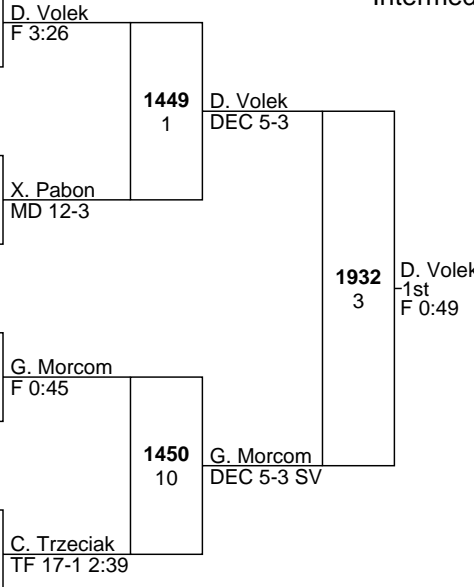 Intermed
D. Volek
F 3:26
1449
1
D. Volek
DEC 5-3
X. Pabon
MD 12-3
1932
3
D. Volek
1st
F 0:49
G. Morcom
F 0:45
1450
10
G. Morcom
DEC 5-3 SV
C. Trzeciak
TF 17-1 2:39